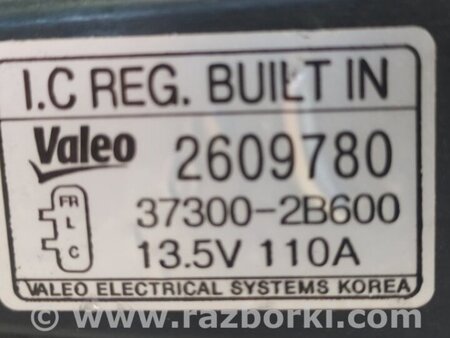 I.C REG. BUILT IN
Valeo 2609780
FR
L
C
37300-2B600
13.5V 110A
VALEO ELECTRICAL SYSTEMS KOREA
© www.razborki.com